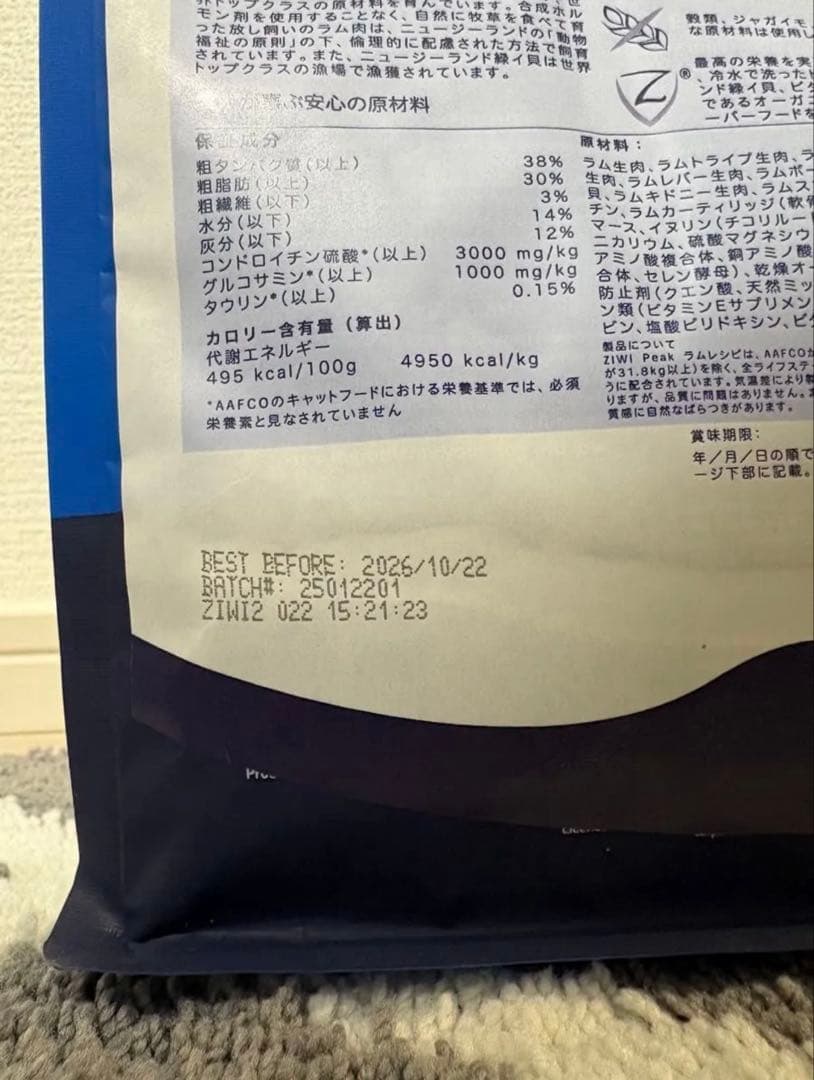 トップクラスの原材料を育んでいます。合成ホル
モン剤を使用することなく、自然に牧草を食べて育
った放し飼いのラム肉は、ニュージーランドの「動物
福祉の原則」の下、倫理的に配慮された方法で飼育
されています。また、ニュージーランド緑イ貝は世界
トップクラスの漁場で漁獲されています。
穀類、ジャガイモ
な原材料は使用し
最高の栄養を実
、冷水で洗った
ンド緑イ貝、
であるオーガ
ーパーフードを
ぶ安心の原材料
保証成分
粗タンパク質(以上) 38%
粗脂肪(以上) 30%
粗繊維(以下) 3%
水分(以下) 14%
灰分(以下) 12%
コンドロイチン硫酸*(以上) 3000 mg/kg
グルコサミン*(以上) 1000 mg/kg
タウリン*(以上) 0.15%
カロリー含有量(算出)
代謝エネルギー
495 kcal/100g 4950 kcal/kg
*AAFCOのキャットフードにおける栄養基準では、必須
栄養素と見なされていません
原材料：
ラム生肉、ラムトライプ生肉、ラ
生肉、ラムレバー生肉、ラムボー
貝、ラムキドニー生肉、ラムス
チン、ラムカーティリッジ(軟骨
マース、イヌリン(チコリルー
ニカリウム、硫酸マグネシウ
アミノ酸複合体、銅アミノ酸
合体、セレン酵母)、乾燥オー
防止剤(クエン酸、天然ミッ
ン類(ビタミンEサプリメン
ビン、塩酸ピリドキシン、ビ
製品について
ZIWI Peak ラムレシピは、AAFCOが
が31.8kg以上)を除く、全ライフステ
うに配合されています。気温差により製
りますが、品質に問題はありません。
質感に自然なばらつきがあります。
賞味期限：
年/月/日の順で
ージ下部に記載。
BEST BEFORE: 2026/10/22
BATCH#: 25012201
ZIWI2 022 15:21:23